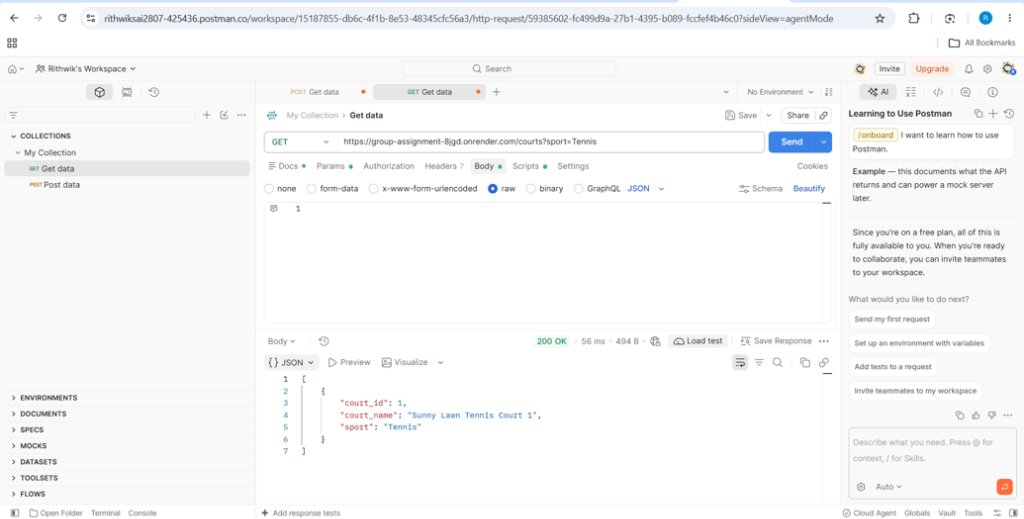 rithwiksai2807-425436.postman.co/workspace/15187855-db6c-4f1b-8e53-48345cfc56a3/http-request/59385602-fc499d9a-27b1-4395-b089-fccfef4b46c0?sideView=agentMode
R
All Bookmarks
Rithwik's Workspace
Search
Invite
Upgrade
COLLECTIONS
My Collection
GET Get data
POST Post data
ENVIRONMENTS
DOCUMENTS
SPECS
MOCKS
DATASETS
TOOLSETS
FLOWS
POST Get data
GET Get data
No Environment
My Collection > Get data
Save
Share
GET
https://group-assignment-8jgd.onrender.com/courts?sport=Tennis
Send
Docs
Params
Authorization
Headers 7
Body
Scripts
Settings
Cookies
none
form-data
x-www-form-urlencoded
raw
binary
GraphQL
JSON
Schema
Beautify
1
Body
200 OK
56 ms
494 B
Load test
Save Response
{} JSON
Preview
Visualize
1 [
2 {
3 "court_id": 1,
4 "court_name": "Sunny Lawn Tennis Court 1",
5 "sport": "Tennis"
6 }
7 ]
AI
Learning to Use Postman
/onboard I want to learn how to use
Postman.
Example — this documents what the API
returns and can power a mock server
later.
Since you're on a free plan, all of this is
fully available to you. When you're ready
to collaborate, you can invite teammates
to your workspace.
What would you like to do next?
Send my first request
Set up an environment with variables
Add tests to a request
Invite teammates to my workspace
Describe what you need. Press @ for
context, / for Skills.
Auto
Open Folder
Terminal
Console
Add response tests
Cloud Agent
Globals
Vault
Tools